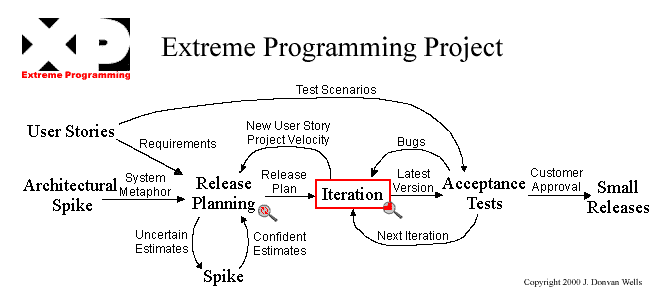 XP
Extreme Programming
Extreme Programming Project
Test Scenarios
User Stories
Requirements
New User Story
Project Velocity
Bugs
Architectural
Spike
System
Metaphor
Release
Planning
Release
Plan
Iteration
Latest
Version
Acceptance
Tests
Customer
Approval
Small
Releases
Uncertain
Estimates
Confident
Estimates
Next Iteration
Spike
Copyright 2000 J. Donvan Wells